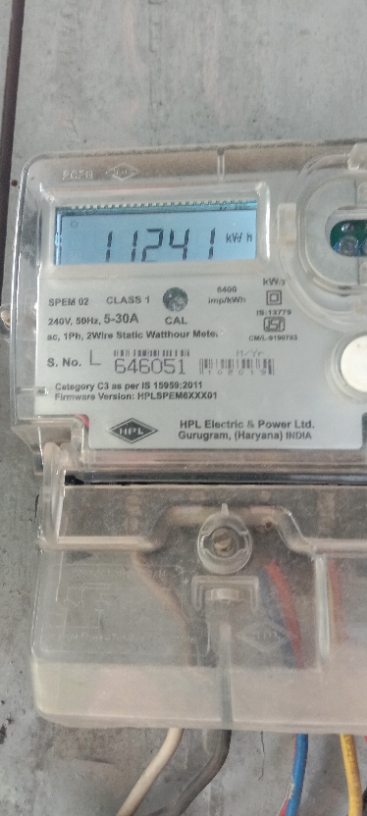 11241 kWh
SPEM 02 CLASS 1 6400 imp/kWh
240V, 50Hz, 5-30A CAL
IS:13779
ac, 1Ph, 2Wire Static Watthour Meter
S. No. L 646051 M/Yr
Category C3 as per IS 15959:2011
Firmware Version: HPLSPEM6XXX01
HPL HPL Electric & Power Ltd.
Gurugram, (Haryana) INDIA